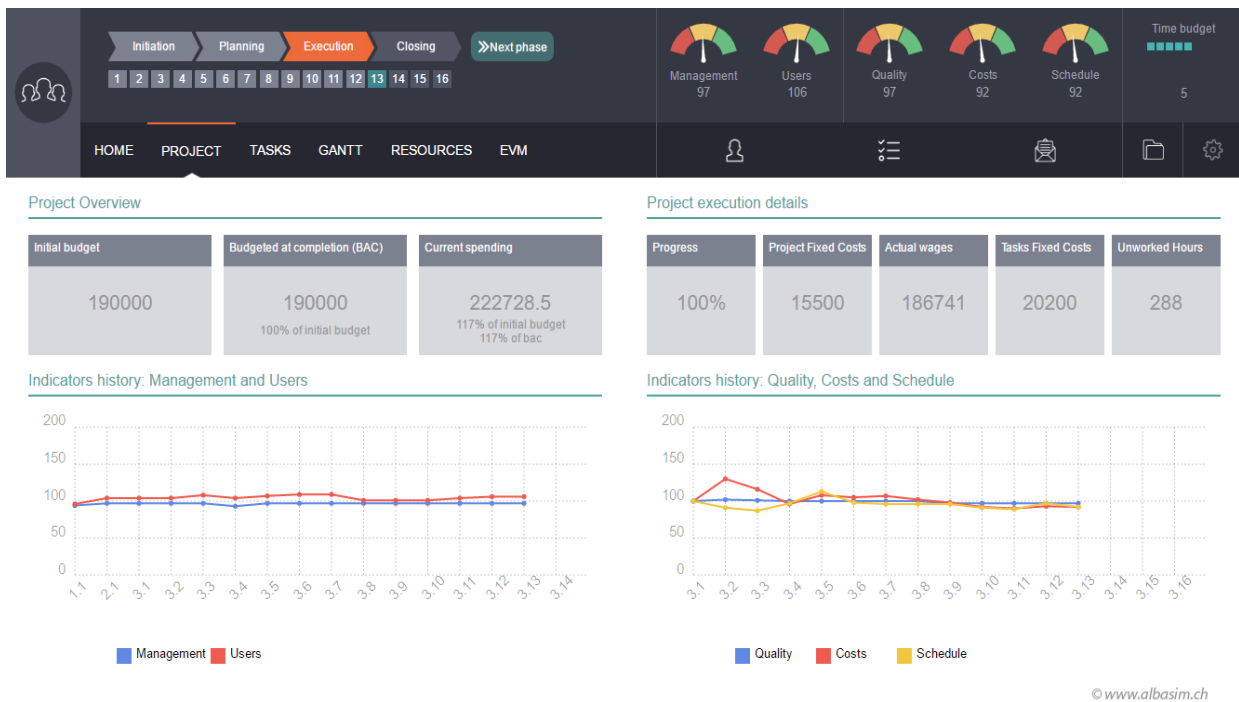 Initiation Planning Execution Closing Next phase
1 2 3 4 5 6 7 8 9 10 11 12 13 14 15 16
Management
97
Users
106
Quality
97
Costs
92
Schedule
92
Time budget
5
HOME PROJECT TASKS GANTT RESOURCES EVM
Project Overview
Initial budget
190000
Budgeted at completion (BAC)
190000
100% of initial budget
Current spending
222728.5
117% of initial budget
117% of bac
Project execution details
Progress
100%
Project Fixed Costs
15500
Actual wages
186741
Tasks Fixed Costs
20200
Unworked Hours
288
Indicators history: Management and Users
200
150
100
50
0
1.1 2.1 3.1 3.2 3.3 3.4 3.5 3.6 3.7 3.8 3.9 3.10 3.11 3.12 3.13 3.14
Management Users
Indicators history: Quality, Costs and Schedule
200
150
100
50
0
3.1 3.2 3.3 3.4 3.5 3.6 3.7 3.8 3.9 3.10 3.11 3.12 3.13 3.14 3.15 3.16
Quality Costs Schedule
© www.albasim.ch